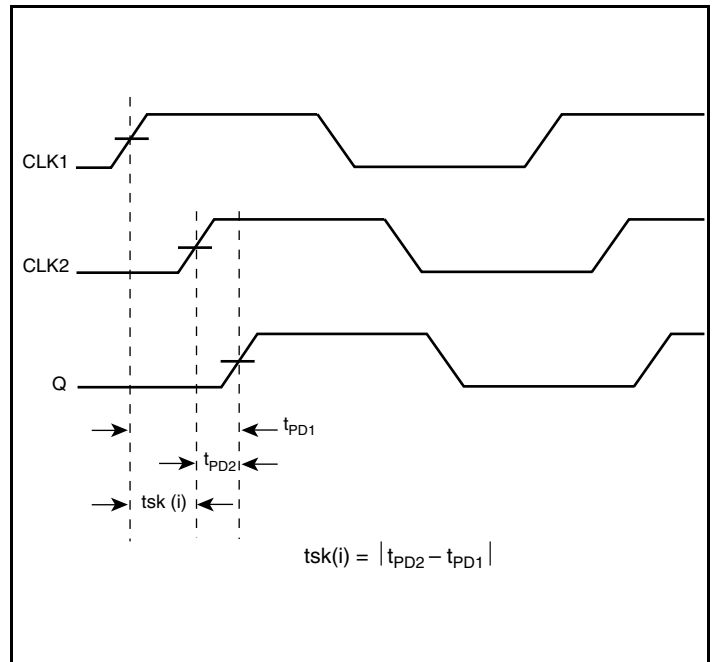 CLK1
CLK2
Q
tPD1
tPD2
tsk (i)
tsk(i) = |tPD2 – tPD1|